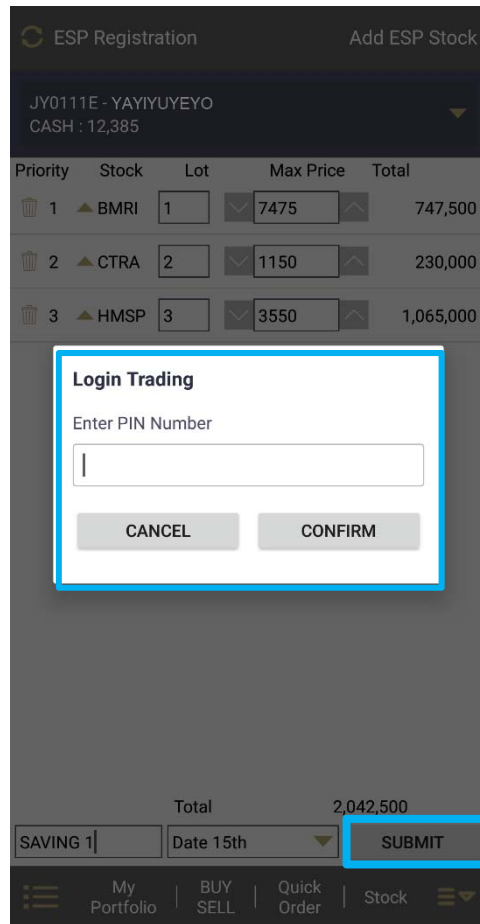 ESP Registration Add ESP Stock
JY0111E - YAYIYUYEYO
CASH : 12,385
Priority Stock Lot Max Price Total
1 BMRI 1 7475 747,500
2 CTRA 2 1150 230,000
3 HMSP 3 3550 1,065,000
Login Trading
Enter PIN Number
CANCEL CONFIRM
Total 2,042,500
SAVING 1 Date 15th SUBMIT
My Portfolio | BUY SELL | Quick Order | Stock